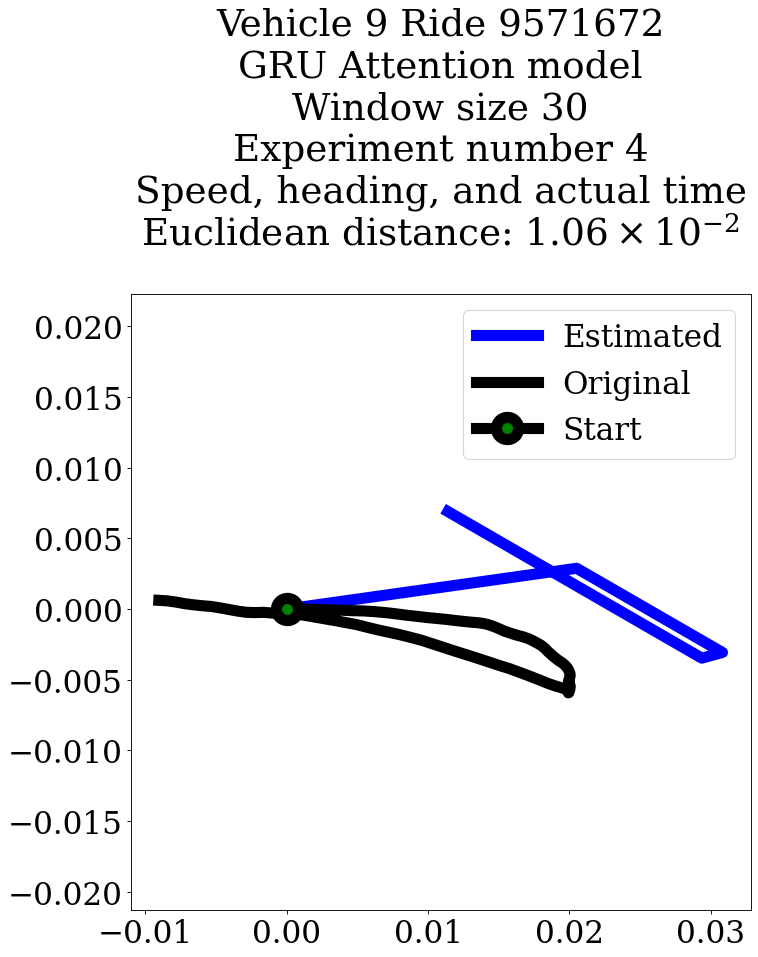 Vehicle 9 Ride 9571672
GRU Attention model
Window size 30
Experiment number 4
Speed, heading, and actual time
Euclidean distance: 1.06 × 10⁻²
Estimated
Original
Start
0.020
0.015
0.010
0.005
0.000
−0.005
−0.010
−0.015
−0.020
−0.01 0.00 0.01 0.02 0.03